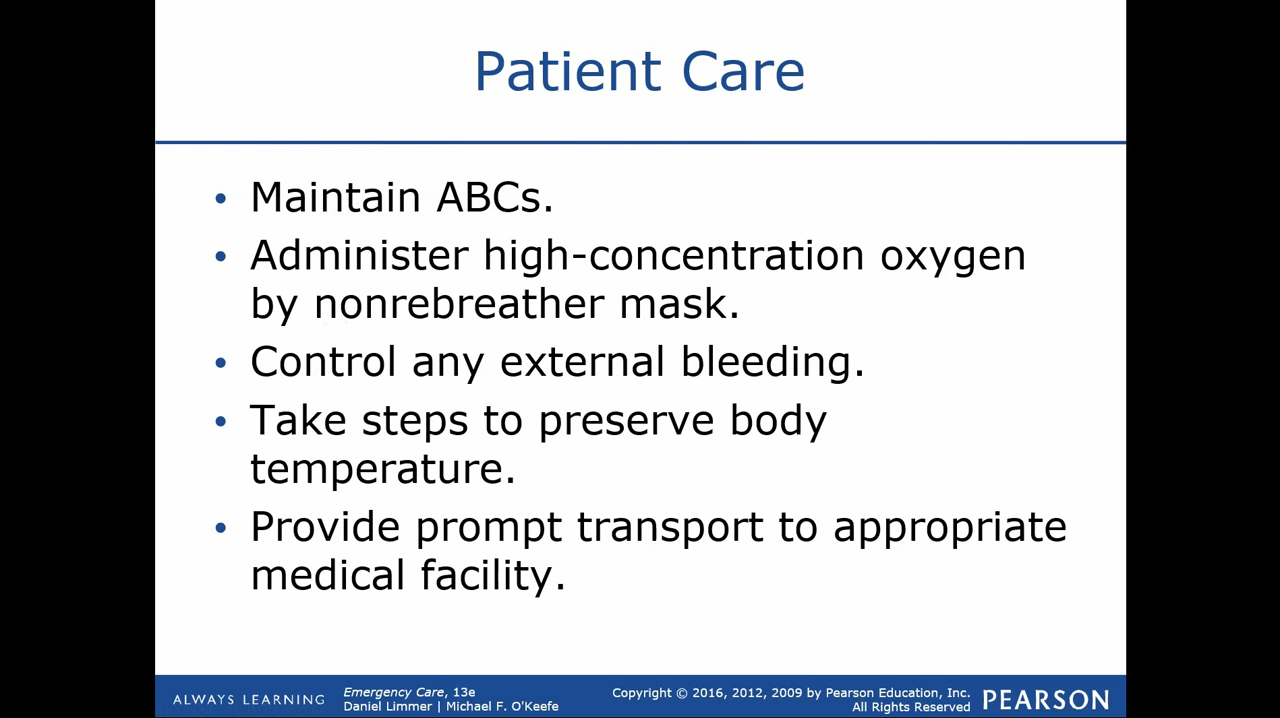 Patient Care
• Maintain ABCs.
• Administer high-concentration oxygen
by nonrebreather mask.
• Control any external bleeding.
• Take steps to preserve body
temperature.
• Provide prompt transport to appropriate
medical facility.
ALWAYS LEARNING
Emergency Care, 13e
Daniel Limmer | Michael F. O'Keefe
Copyright © 2016, 2012, 2009 by Pearson Education, Inc.
All Rights Reserved
PEARSON